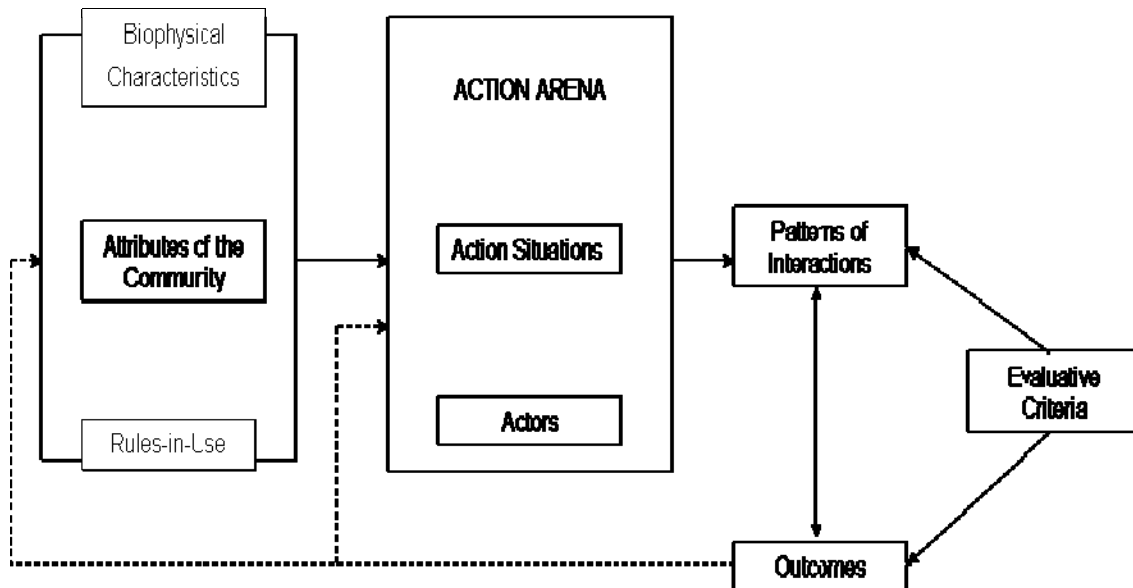 Biophysical
Characteristics
ACTION ARENA
Attributes of the
Community
Action Situations
Patterns of
Interactions
Evaluative
Criteria
Actors
Rules-in-Use
Outcomes